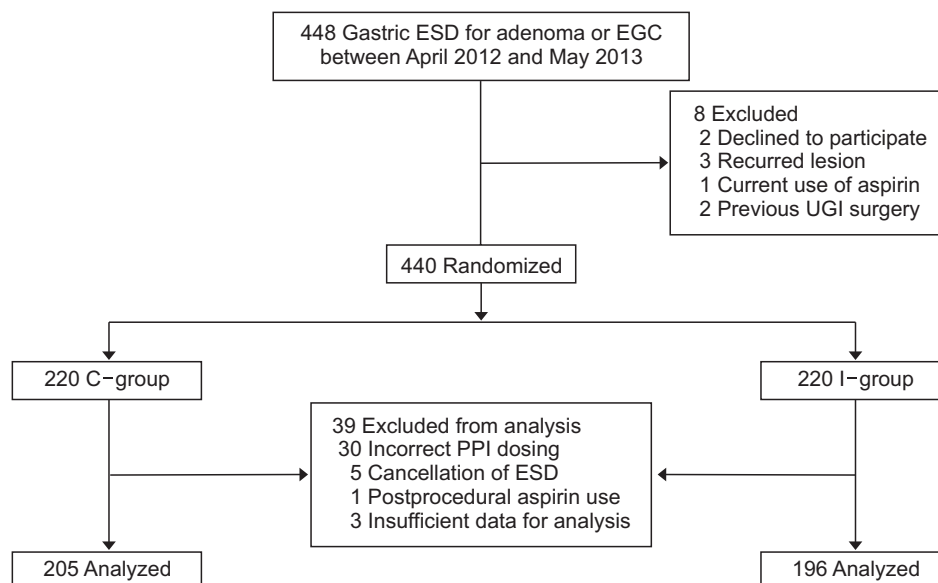 448 Gastric ESD for adenoma or EGC
between April 2012 and May 2013
8 Excluded
2 Declined to participate
3 Recurred lesion
1 Current use of aspirin
2 Previous UGI surgery
440 Randomized
220 C-group
220 I-group
39 Excluded from analysis
30 Incorrect PPI dosing
5 Cancellation of ESD
1 Postprocedural aspirin use
3 Insufficient data for analysis
205 Analyzed
196 Analyzed